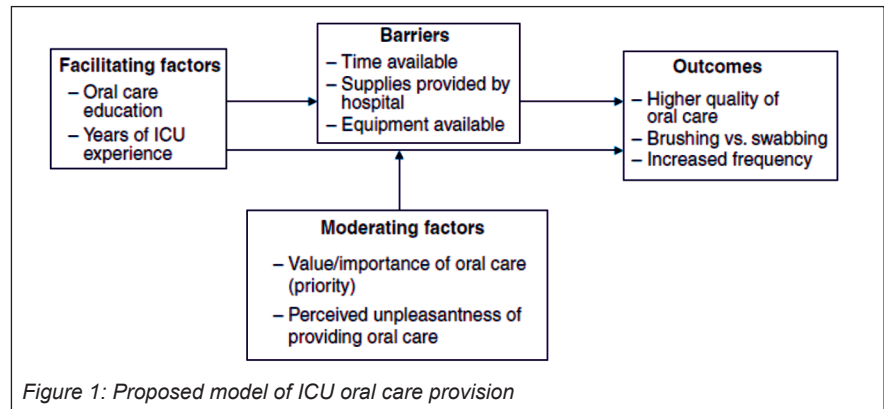 Barriers
– Time available
– Supplies provided by
hospital
– Equipment available
Facilitating factors
– Oral care
education
– Years of ICU
experience
Outcomes
– Higher quality of
oral care
– Brushing vs. swabbing
– Increased frequency
Moderating factors
– Value/importance of oral care
(priority)
– Perceived unpleasantness of
providing oral care
Figure 1: Proposed model of ICU oral care provision